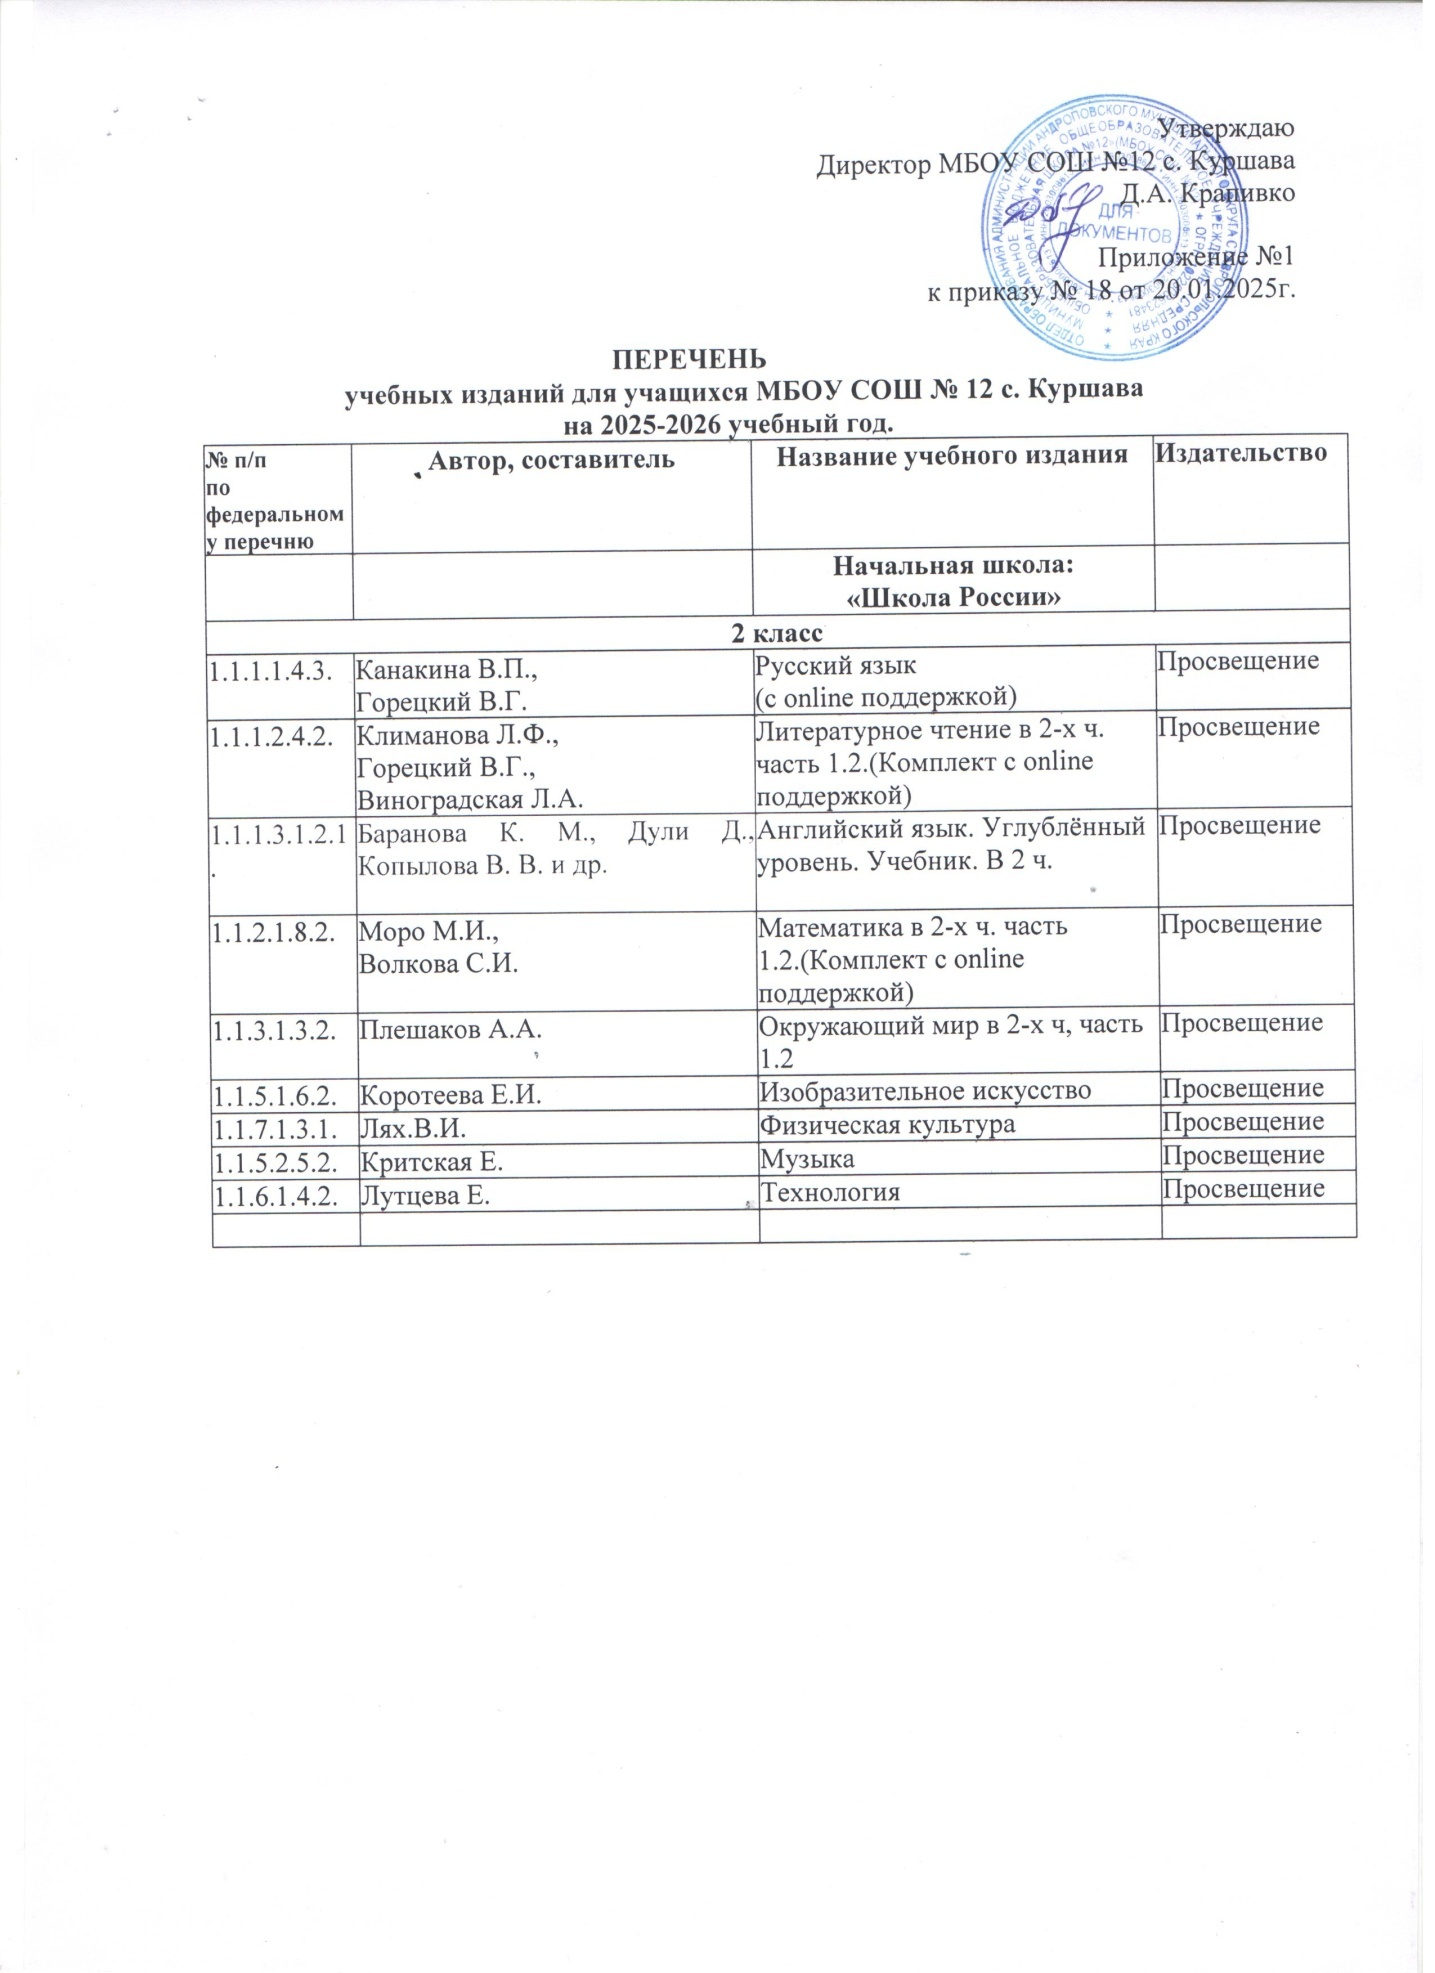 Утверждаю
Директор МБОУ СОШ №12 с. Куршава
Д.А. Крапивко
ДЛЯ
ДОКУМЕНТОВ
Приложение №1
к приказу № 18 от 20.01.2025г.
ПЕРЕЧЕНЬ
учебных изданий для учащихся МБОУ СОШ № 12 с. Куршава
на 2025-2026 учебный год.
№ п/п
по
федеральном
у перечню
Автор, составитель
Название учебного издания
Издательство
Начальная школа:
«Школа России»
2 класс
1.1.1.1.4.3.
Канакина В.П.,
Горецкий В.Г.
Русский язык
(с online поддержкой)
Просвещение
1.1.1.2.4.2.
Климанова Л.Ф.,
Горецкий В.Г.,
Виноградская Л.А.
Литературное чтение в 2-х ч.
часть 1.2.(Комплект с online
поддержкой)
Просвещение
1.1.1.3.1.2.1
.
Баранова К. М., Дули Д.,
Копылова В. В. и др.
Английский язык. Углублённый
уровень. Учебник. В 2 ч.
Просвещение
1.1.2.1.8.2.
Моро М.И.,
Волкова С.И.
Математика в 2-х ч. часть
1.2.(Комплект с online
поддержкой)
Просвещение
1.1.3.1.3.2.
Плешаков А.А.
Окружающий мир в 2-х ч, часть
1.2
Просвещение
1.1.5.1.6.2.
Коротеева Е.И.
Изобразительное искусство
Просвещение
1.1.7.1.3.1.
Лях.В.И.
Физическая культура
Просвещение
1.1.5.2.5.2.
Критская Е.
Музыка
Просвещение
1.1.6.1.4.2.
Лутцева Е.
Технология
Просвещение